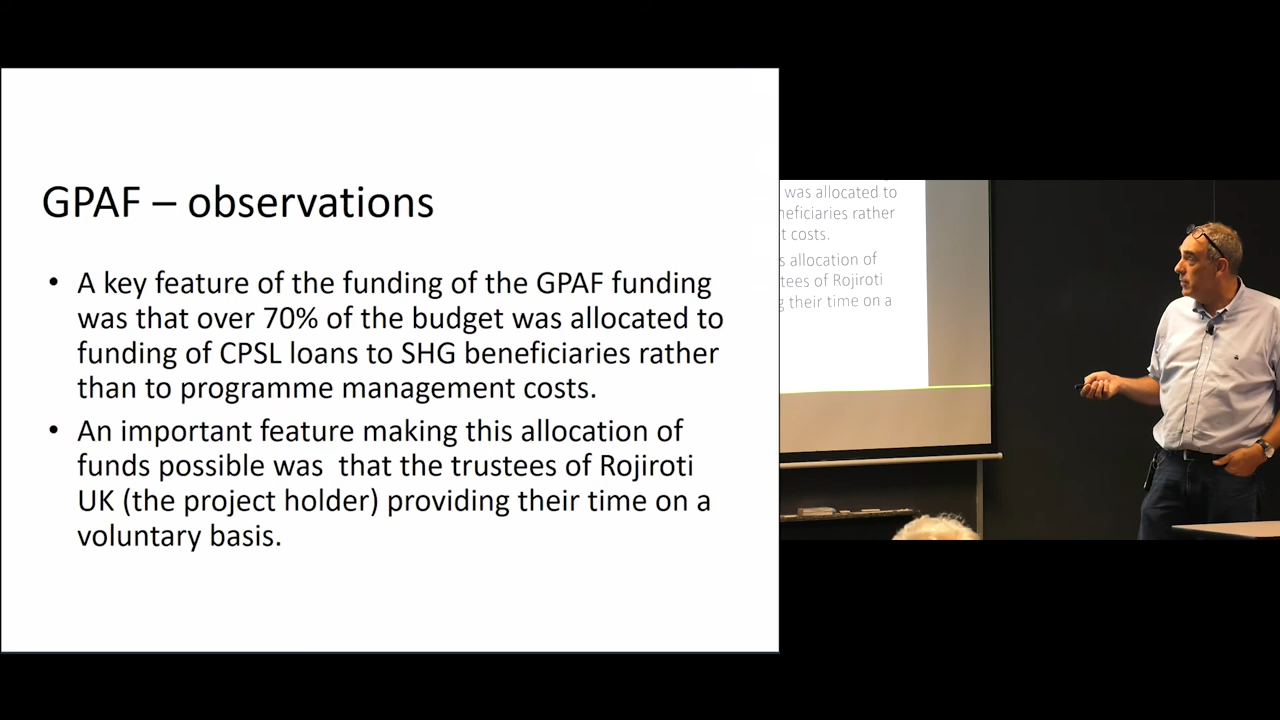 GPAF – observations
• A key feature of the funding of the GPAF funding
was that over 70% of the budget was allocated to
funding of CPSL loans to SHG beneficiaries rather
than to programme management costs.
• An important feature making this allocation of
funds possible was  that the trustees of Rojiroti
UK (the project holder) providing their time on a
voluntary basis.
was allocated to
neficiaries rather
t costs.
s allocation of
tees of Rojiroti
g their time on a